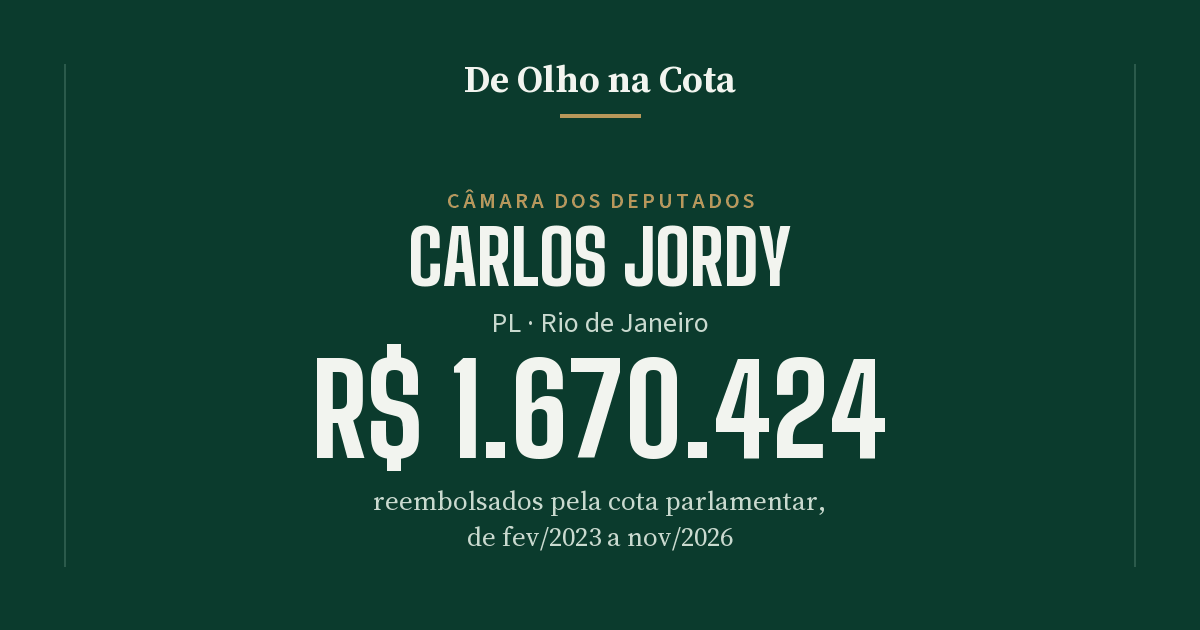 De Olho na Cota
CÂMARA DOS DEPUTADOS
CARLOS JORDY
PL · Rio de Janeiro
R$ 1.670.424
reembolsados pela cota parlamentar,
de fev/2023 a nov/2026